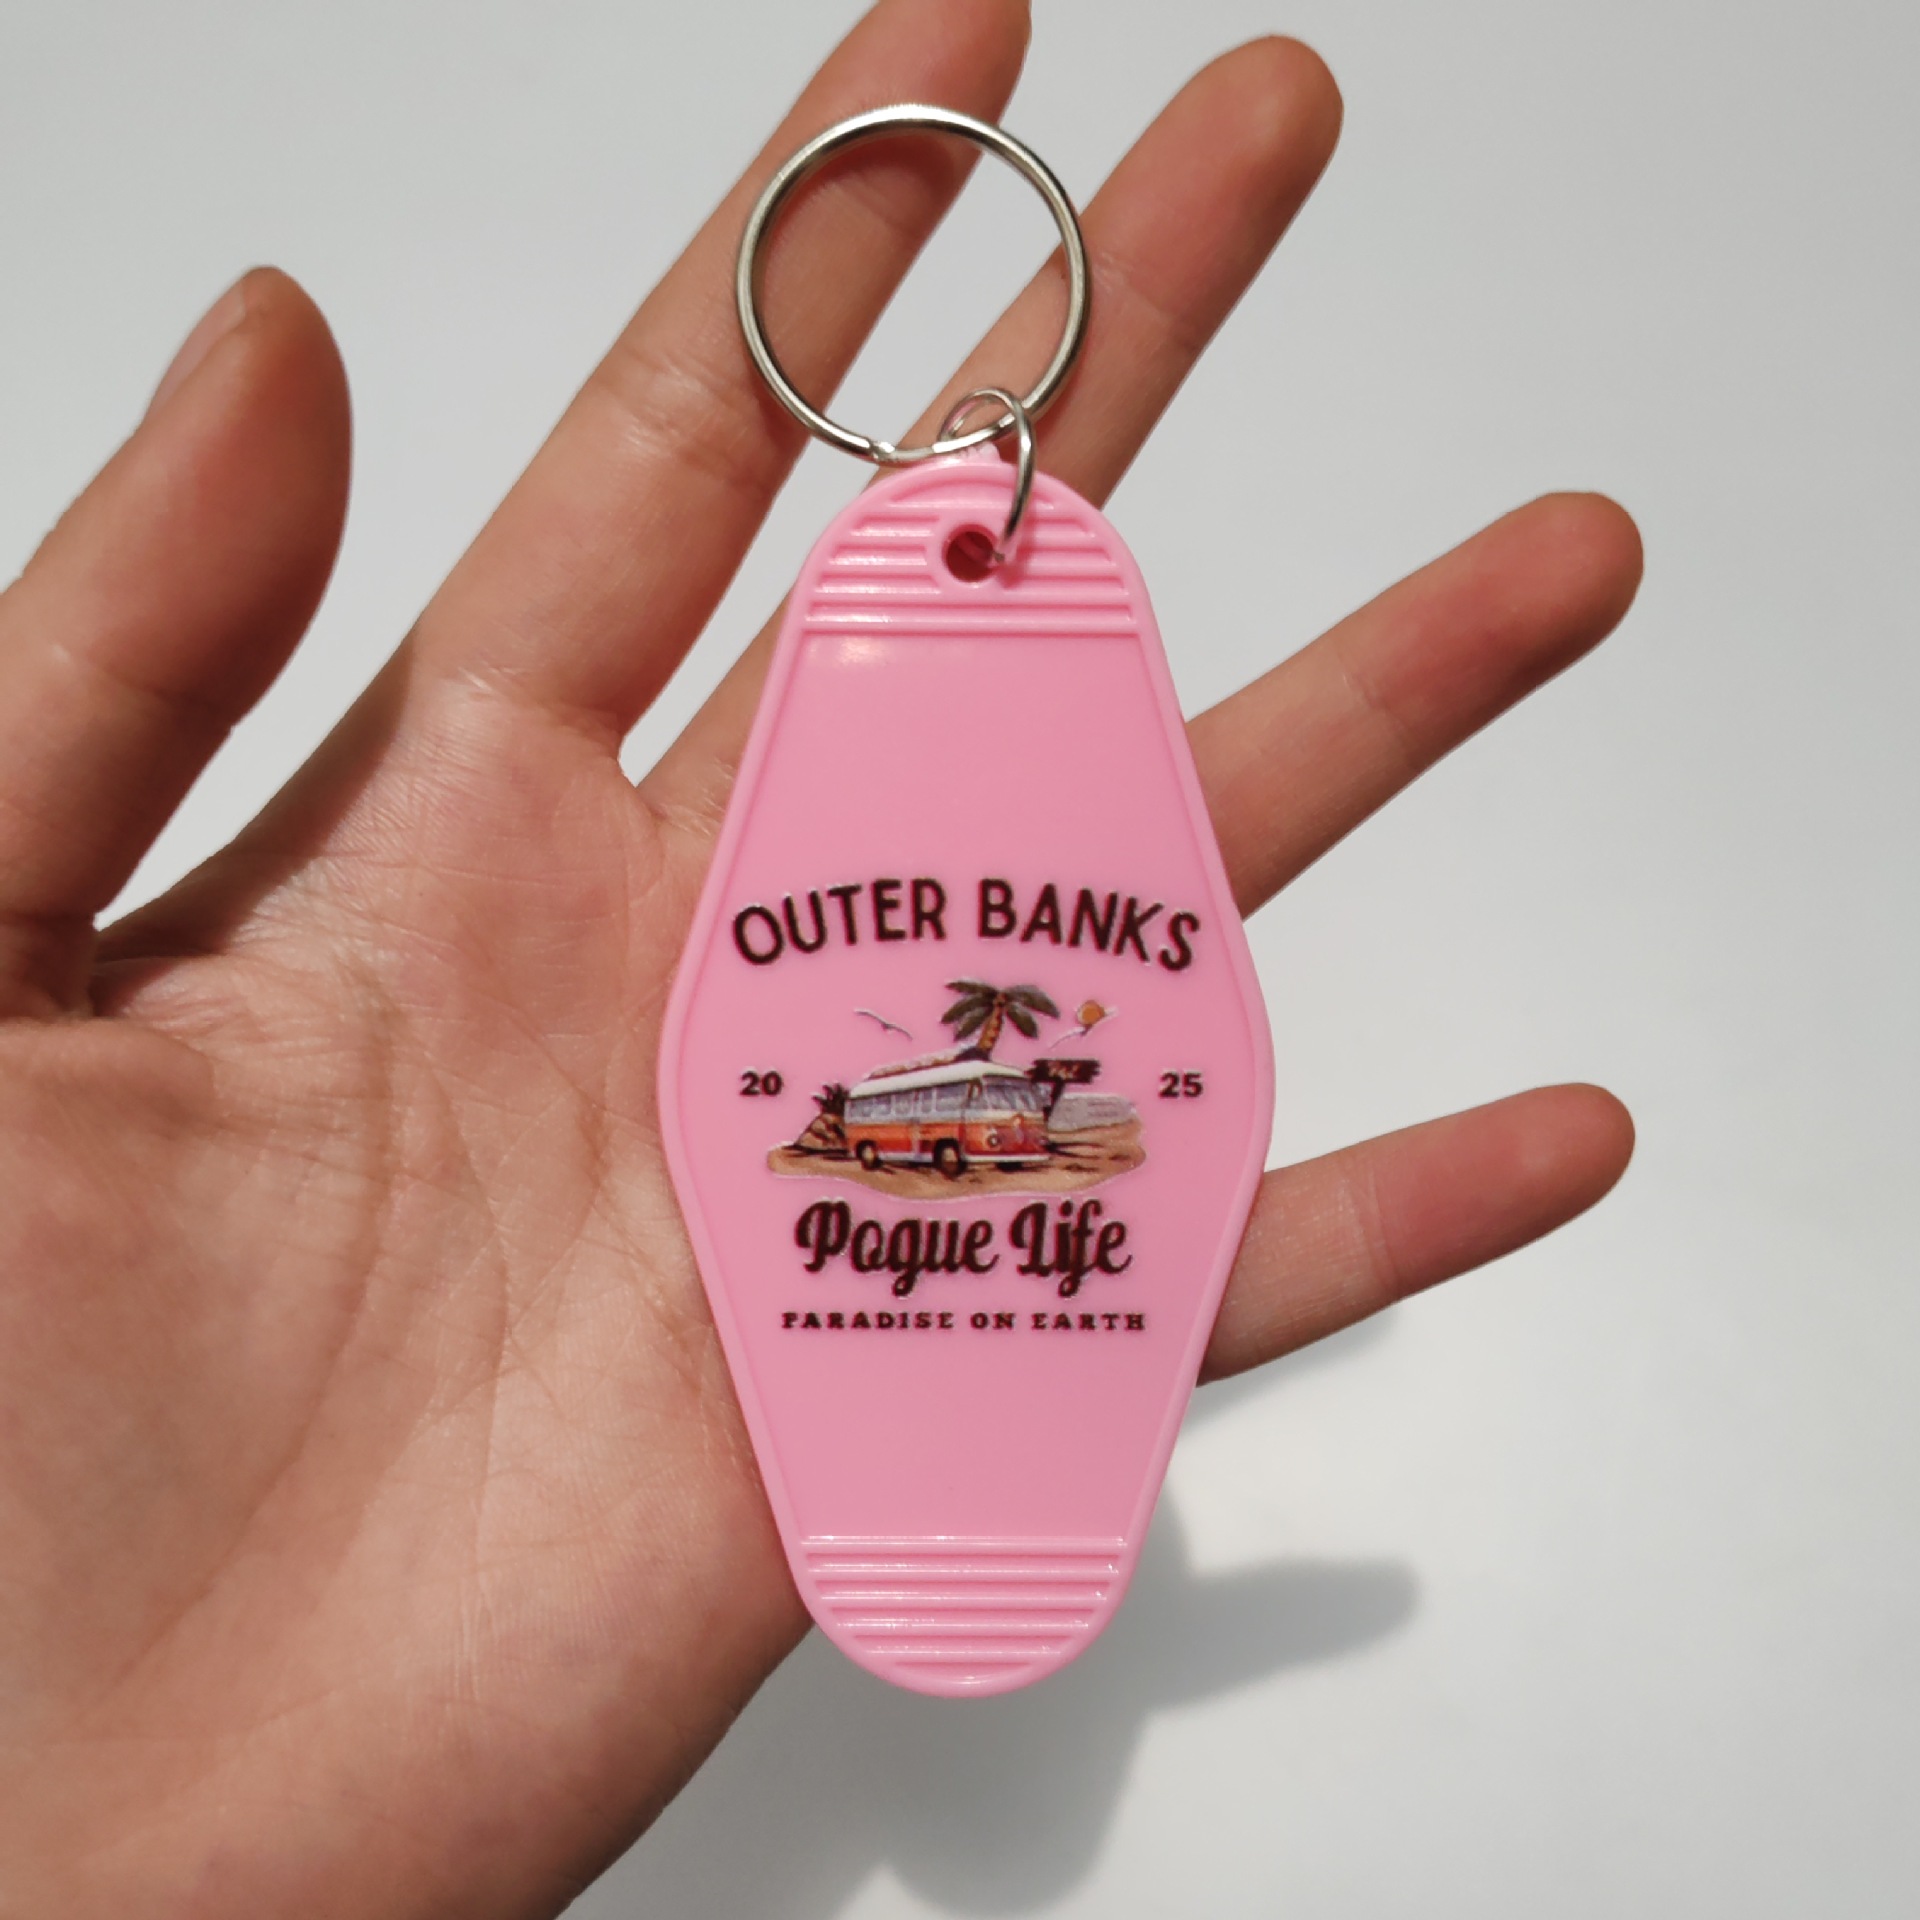 OUTER BANKS
20 25
Pogue Life
PARADISE ON EARTH